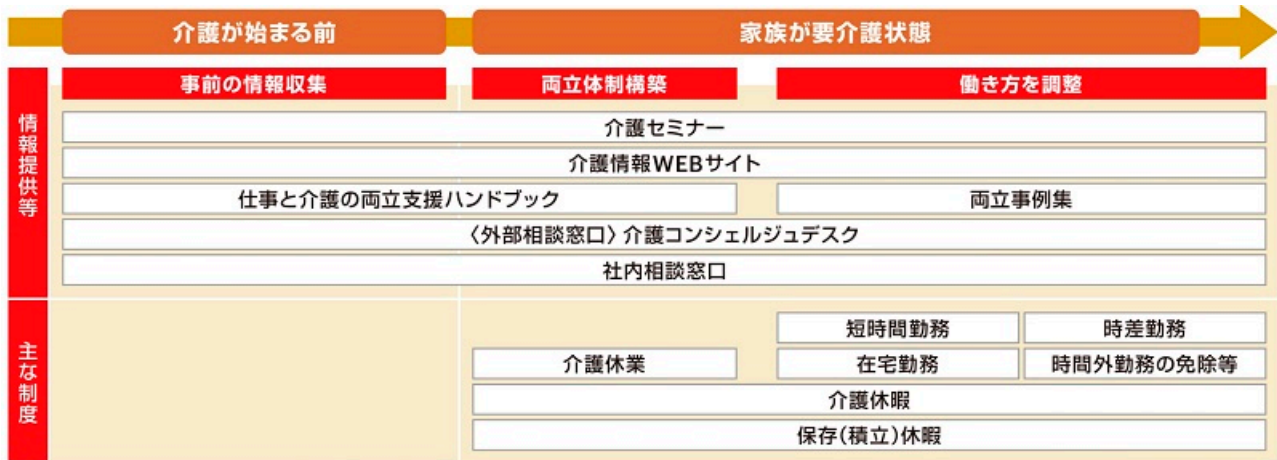 介護が始まる前
家族が要介護状態
事前の情報収集
両立体制構築
働き方を調整
情報提供等
介護セミナー
介護情報WEBサイト
仕事と介護の両立支援ハンドブック
両立事例集
〈外部相談窓口〉介護コンシェルジュデスク
社内相談窓口
主な制度
短時間勤務
時差勤務
介護休業
在宅勤務
時間外勤務の免除等
介護休暇
保存(積立)休暇